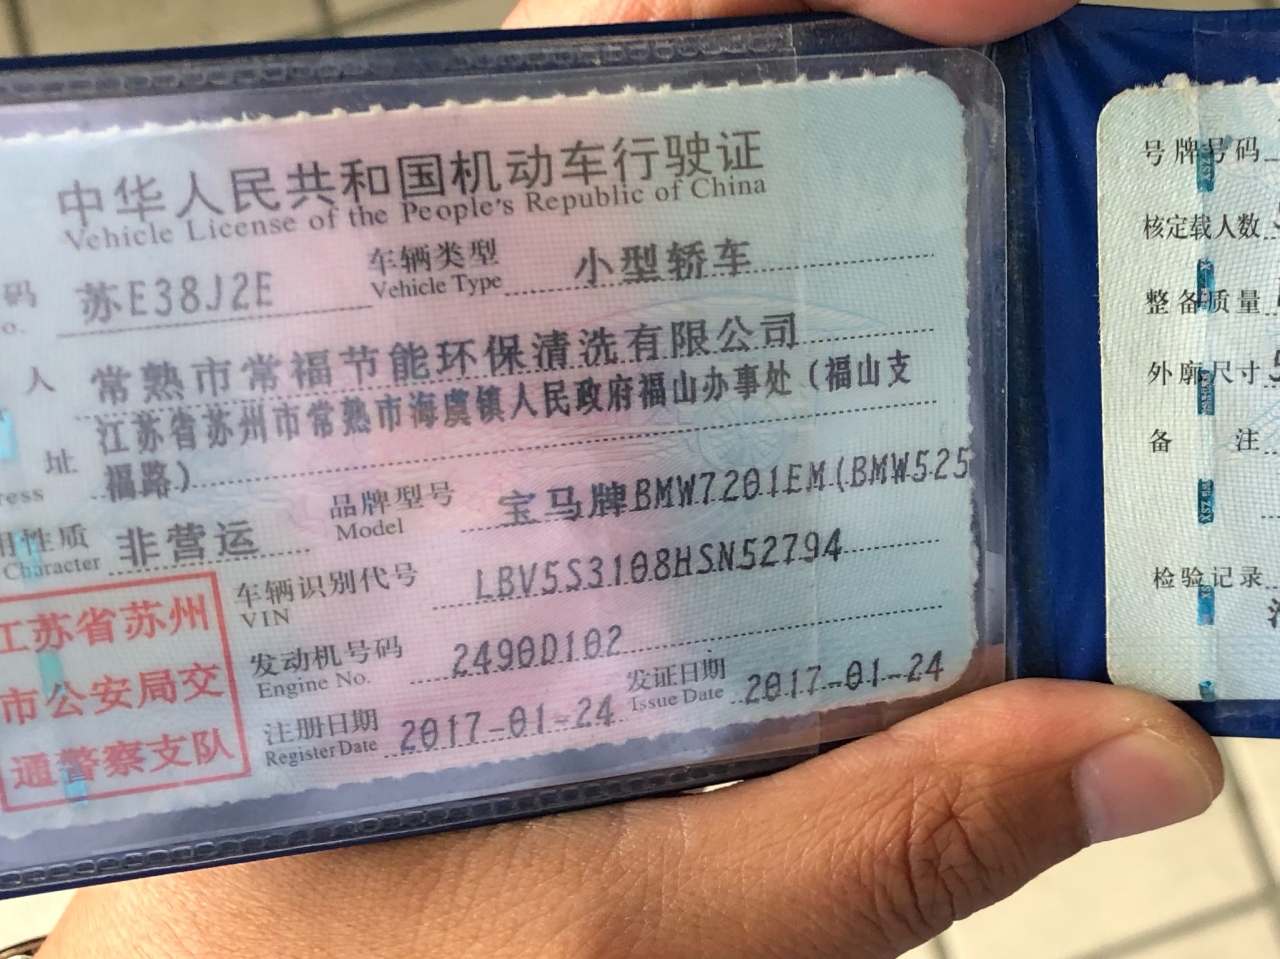 中华人民共和国机动车行驶证
Vehicle License of the People's Republic of China
码 苏E38J2E 车辆类型 小型轿车
o. Vehicle Type
人 常熟市常福节能环保清洗有限公司
址 江苏省苏州市常熟市海虞镇人民政府福山办事处（福山支
ress 福路）
品牌型号 宝马牌BMW7201EM(BMW525
Model
用性质 非营运
Character
车辆识别代号 LBV5S3108HSN52794
VIN
发动机号码 2490D102
Engine No.
注册日期 2017-01-24 发证日期 2017-01-24
Register Date Issue Date
江苏省苏州
市公安局交
通警察支队
号牌号码
核定载人数
整备质量
外廓尺寸 5
备 注
检验记录